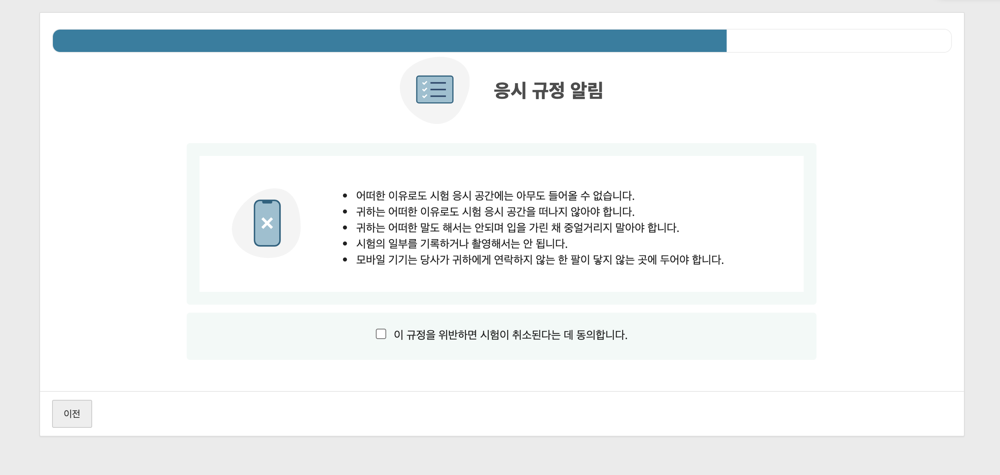 응시 규정 알림
어떠한 이유로도 시험 응시 공간에는 아무도 들어올 수 없습니다.
귀하는 어떠한 이유로도 시험 응시 공간을 떠나지 않아야 합니다.
귀하는 어떠한 말도 해서는 안되며 입을 가린 채 중얼거리지 말아야 합니다.
시험의 일부를 기록하거나 촬영해서는 안 됩니다.
모바일 기기는 당사가 귀하에게 연락하지 않는 한 팔이 닿지 않는 곳에 두어야 합니다.
이 규정을 위반하면 시험이 취소된다는 데 동의합니다.
이전